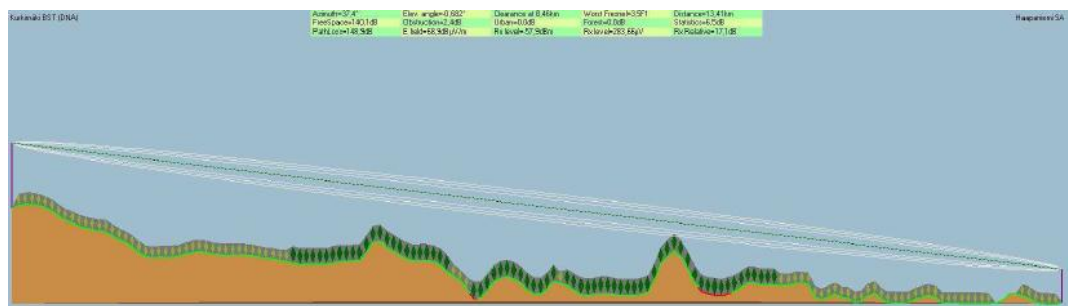 Kurkimäki BST (DNA)
Azimuth=37,4° Elev. angle=-0,682° Clearance at 8,46km Worst Fresnel=3,5F1 Distance=13,41km
FreeSpace=140,1dB Obstruction=2,4dB Urban=0,0dB Forest=0,0dB Statistics=6,5dB
PathLoss=148,9dB E field=68,9dBµV/m Rx level=-57,9dBm Rx level=283,66µV Rx Relative=17,1dB
Haapaniemi SA